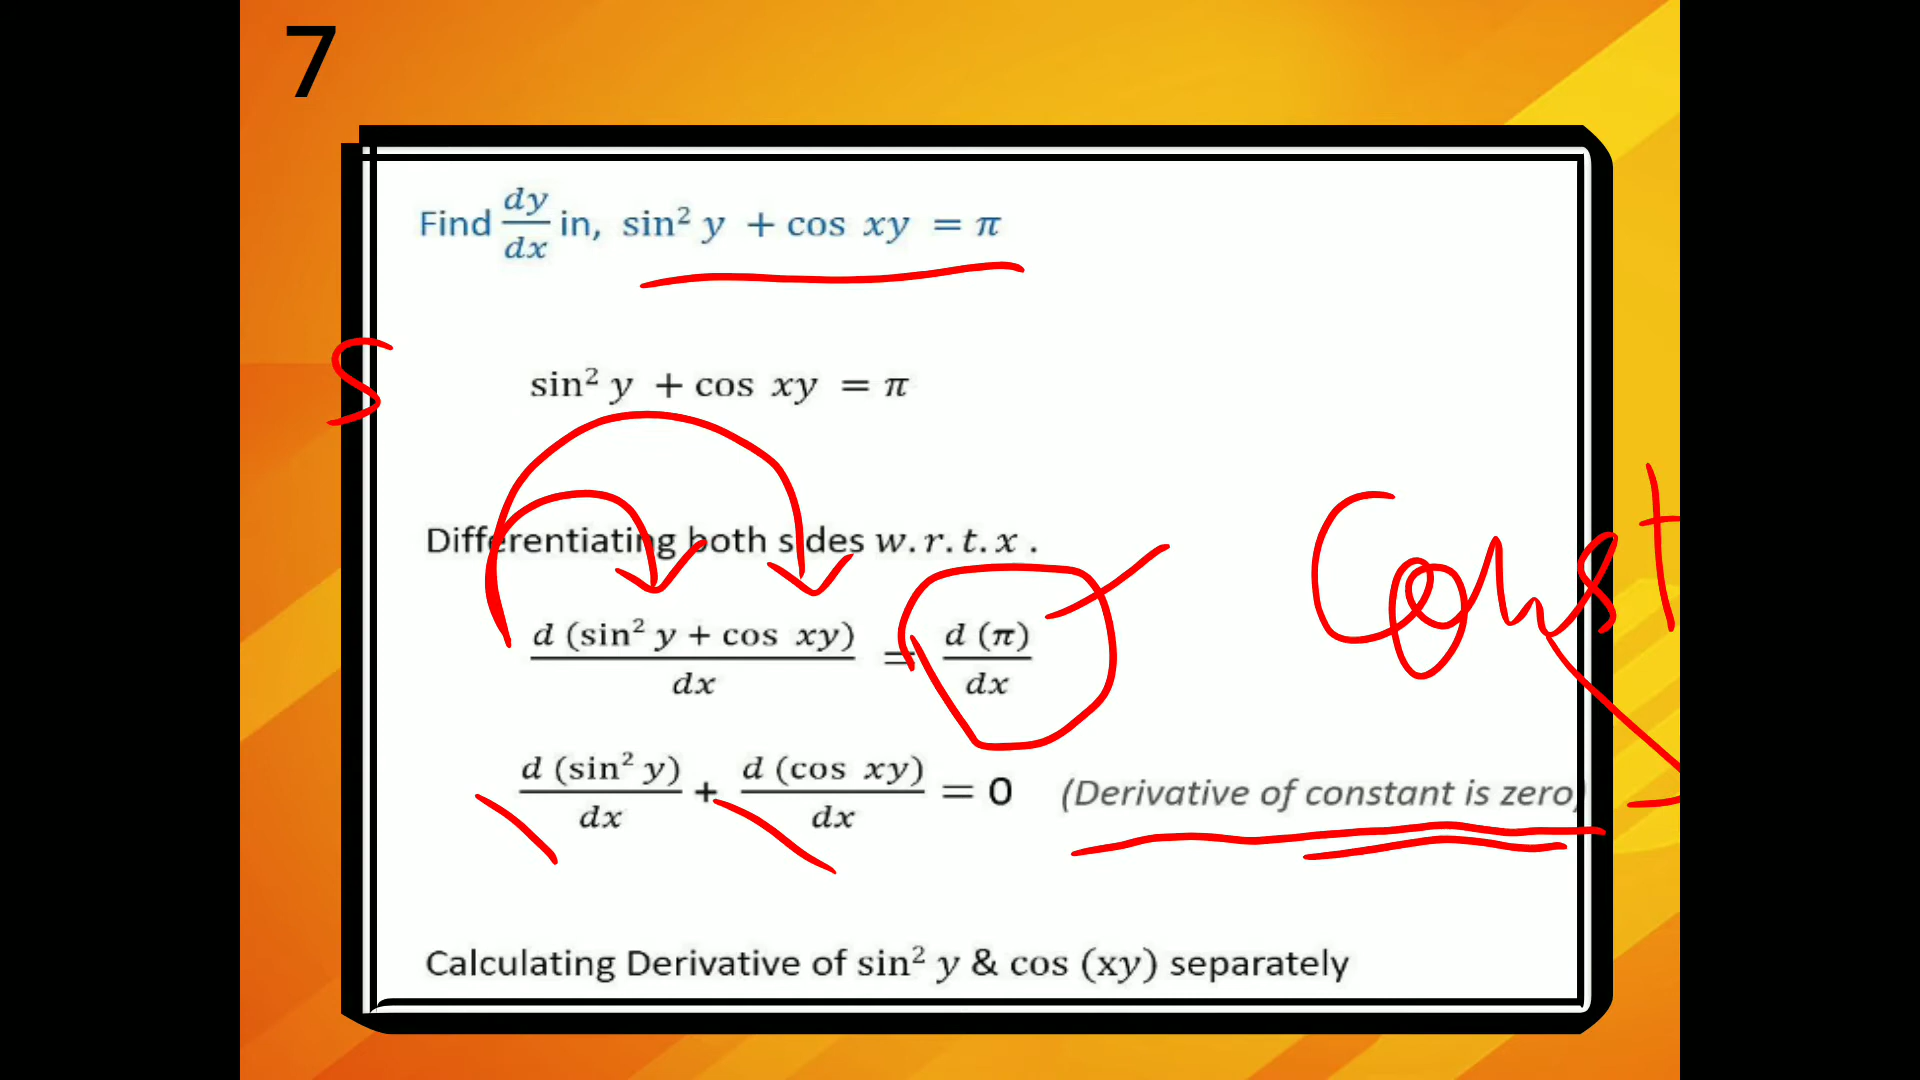 7
Find dy/dx in, sin² y + cos xy = π
S
sin² y + cos xy = π
Differentiating both sides w.r.t.x .
d (sin² y + cos xy)/dx = d (π)/dx
Const
d (sin² y)/dx + d (cos xy)/dx = 0 (Derivative of constant is zero)
Calculating Derivative of sin² y & cos (xy) separately